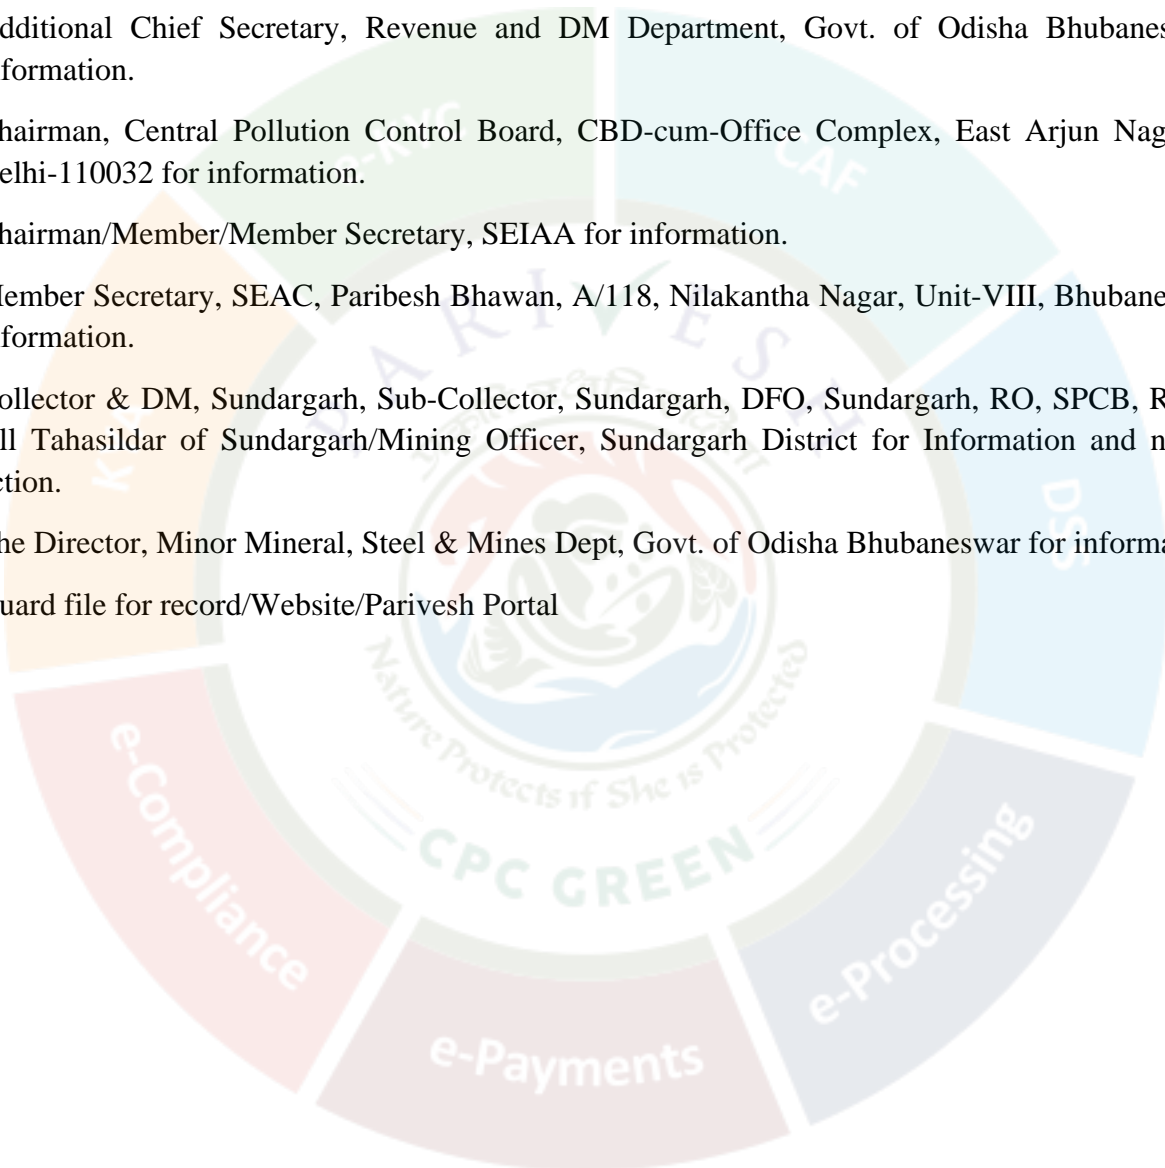 dditional Chief Secretary, Revenue and DM Department, Govt. of Odisha Bhubanes
formation.
hairman, Central Pollution Control Board, CBD-cum-Office Complex, East Arjun Nag
elhi-110032 for information.
hairman/Member/Member Secretary, SEIAA for information.
ember Secretary, SEAC, Paribesh Bhawan, A/118, Nilakantha Nagar, Unit-VIII, Bhubane
formation.
ollector & DM, Sundargarh, Sub-Collector, Sundargarh, DFO, Sundargarh, RO, SPCB, R
ll Tahasildar of Sundargarh/Mining Officer, Sundargarh District for Information and n
ction.
he Director, Minor Mineral, Steel & Mines Dept, Govt. of Odisha Bhubaneswar for informa
uard file for record/Website/Parivesh Portal
e-KYC
CAF
DSS
PARIVESH
Nature Protects if She is Protected
CPC GREEN
e-Compliance
e-Payments
e-Processing